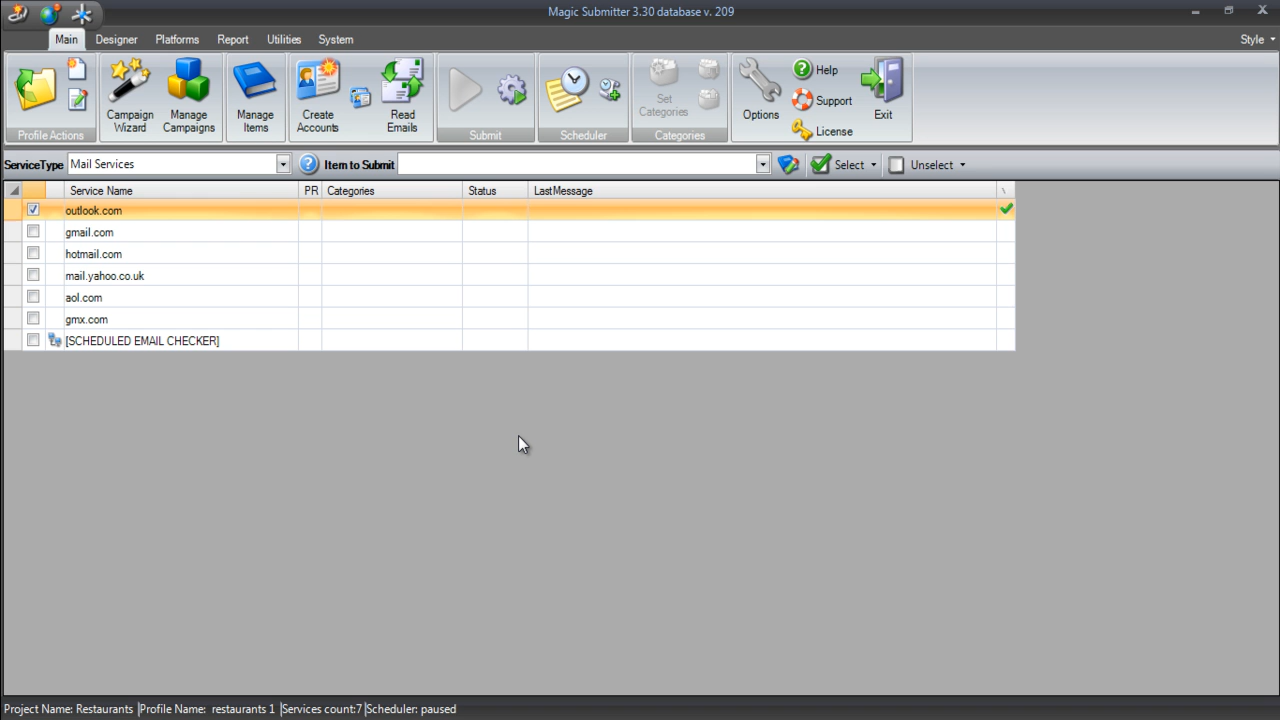 Magic Submitter 3.30 database v. 209
Main Designer Platforms Report Utilities System Style
Profile Actions
Campaign Wizard
Manage Campaigns
Manage Items
Create Accounts
Read Emails
Submit
Scheduler
Set Categories
Categories
Options
Help
Support
License
Exit
ServiceType Mail Services Item to Submit Select Unselect
Service Name PR Categories Status LastMessage \
outlook.com
gmail.com
hotmail.com
mail.yahoo.co.uk
aol.com
gmx.com
[SCHEDULED EMAIL CHECKER]
Project Name: Restaurants |Profile Name: restaurants 1 |Services count:7 |Scheduler: paused